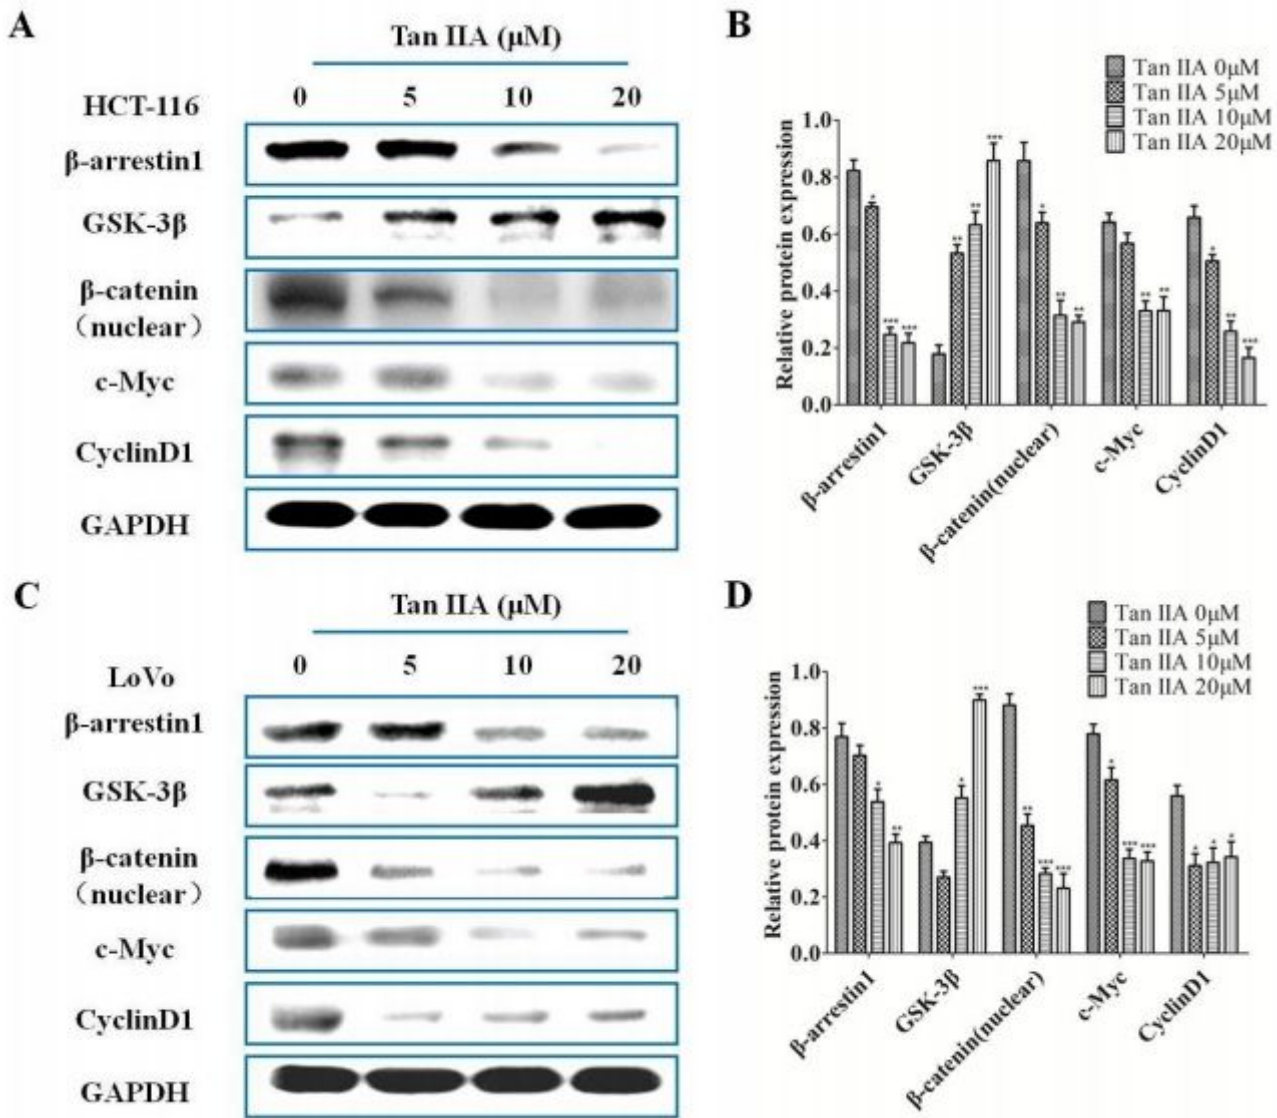 A
Tan IIA (μM)
0 5 10 20
HCT-116
β-arrestin1
GSK-3β
β-catenin
（nuclear）
c-Myc
CyclinD1
GAPDH
B
Tan IIA 0μM
Tan IIA 5μM
Tan IIA 10μM
Tan IIA 20μM
Relative protein expression
1.0
0.8
0.6
0.4
0.2
0.0
* *** ***
** ** ***
* ** **
** **
* ** ***
β-arrestin1
GSK-3β
β-catenin(nuclear)
c-Myc
CyclinD1
C
Tan IIA (μM)
0 5 10 20
LoVo
β-arrestin1
GSK-3β
β-catenin
（nuclear）
c-Myc
CyclinD1
GAPDH
D
Tan IIA 0μM
Tan IIA 5μM
Tan IIA 10μM
Tan IIA 20μM
Relative protein expression
1.0
0.8
0.6
0.4
0.2
0.0
* **
* ***
** *** ***
* *** ***
* * *
β-arrestin1
GSK-3β
β-catenin(nuclear)
c-Myc
CyclinD1